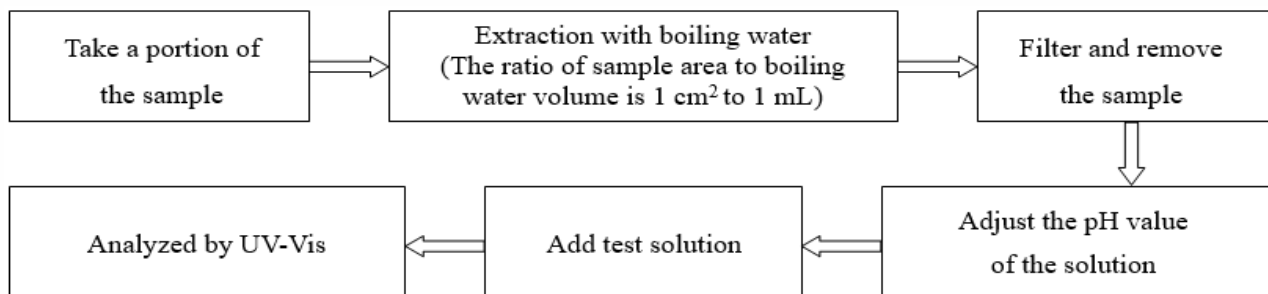 Take a portion of
the sample
Extraction with boiling water
(The ratio of sample area to boiling
water volume is 1 cm² to 1 mL)
Filter and remove
the sample
Adjust the pH value
of the solution
Add test solution
Analyzed by UV-Vis